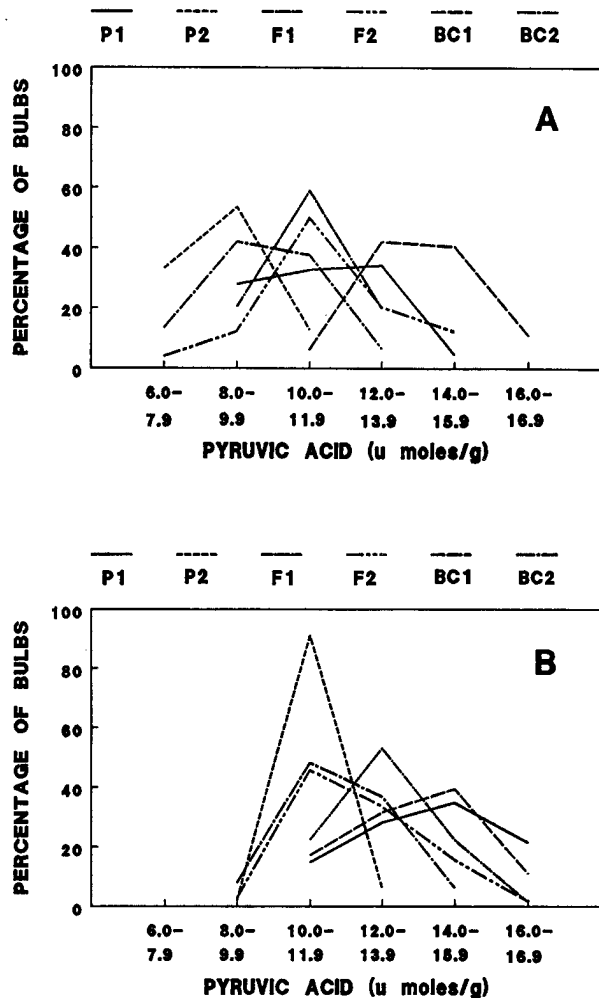 P1 P2 F1 F2 BC1 BC2
100
80
60
40
20
0
PERCENTAGE OF BULBS
A
6.0- 8.0- 10.0- 12.0- 14.0- 16.0-
7.9 9.9 11.9 13.9 15.9 16.9
PYRUVIC ACID (u moles/g)
P1 P2 F1 F2 BC1 BC2
100
80
60
40
20
0
PERCENTAGE OF BULBS
B
6.0- 8.0- 10.0- 12.0- 14.0- 16.0-
7.9 9.9 11.9 13.9 15.9 16.9
PYRUVIC ACID (u moles/g)